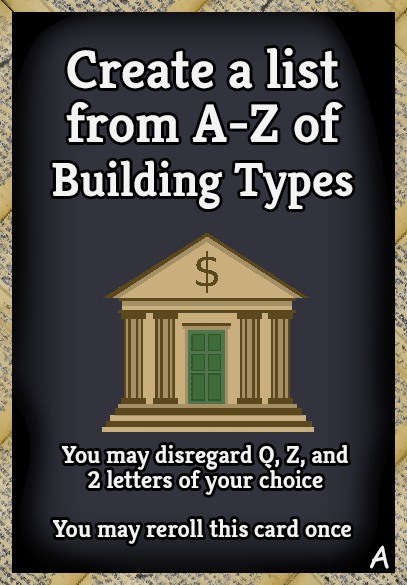 Create a list
from A-Z of
Building Types
$
You may disregard Q, Z, and
2 letters of your choice
You may reroll this card once
A